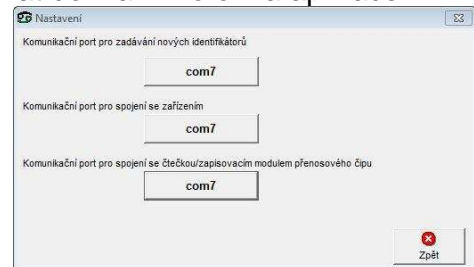 Nastavení
Komunikační port pro zadávání nových identifikátorů
com7
Komunikační port pro spojení se zařízením
com7
Komunikační port pro spojení se čtečkou/zapisovacím modulem přenosového čipu
com7
Zpět